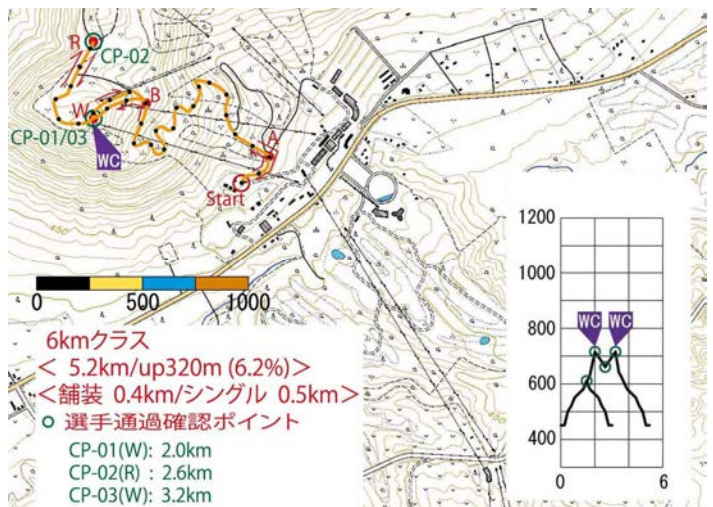 R
CP-02
B
W
CP-01/03
WC
A
Start
450
0
500
1000
6kmクラス
< 5.2km/up320m (6.2%)>
<舗装 0.4km/シングル 0.5km>
選手通過確認ポイント
CP-01(W): 2.0km
CP-02(R) : 2.6km
CP-03(W): 3.2km
450
1200
1000
800
WC
WC
600
400
0
6